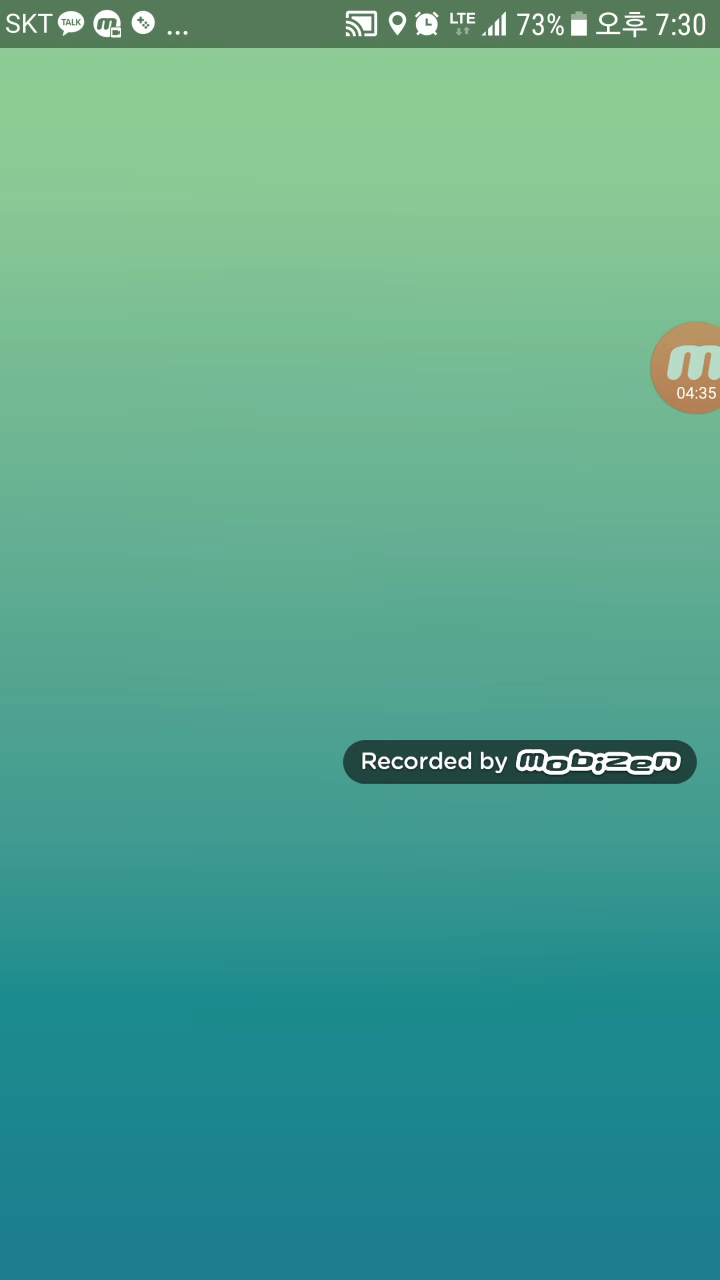 SKT TALK m ... LTE 73% 오후 7:30
m
04:35
Recorded by mobizen